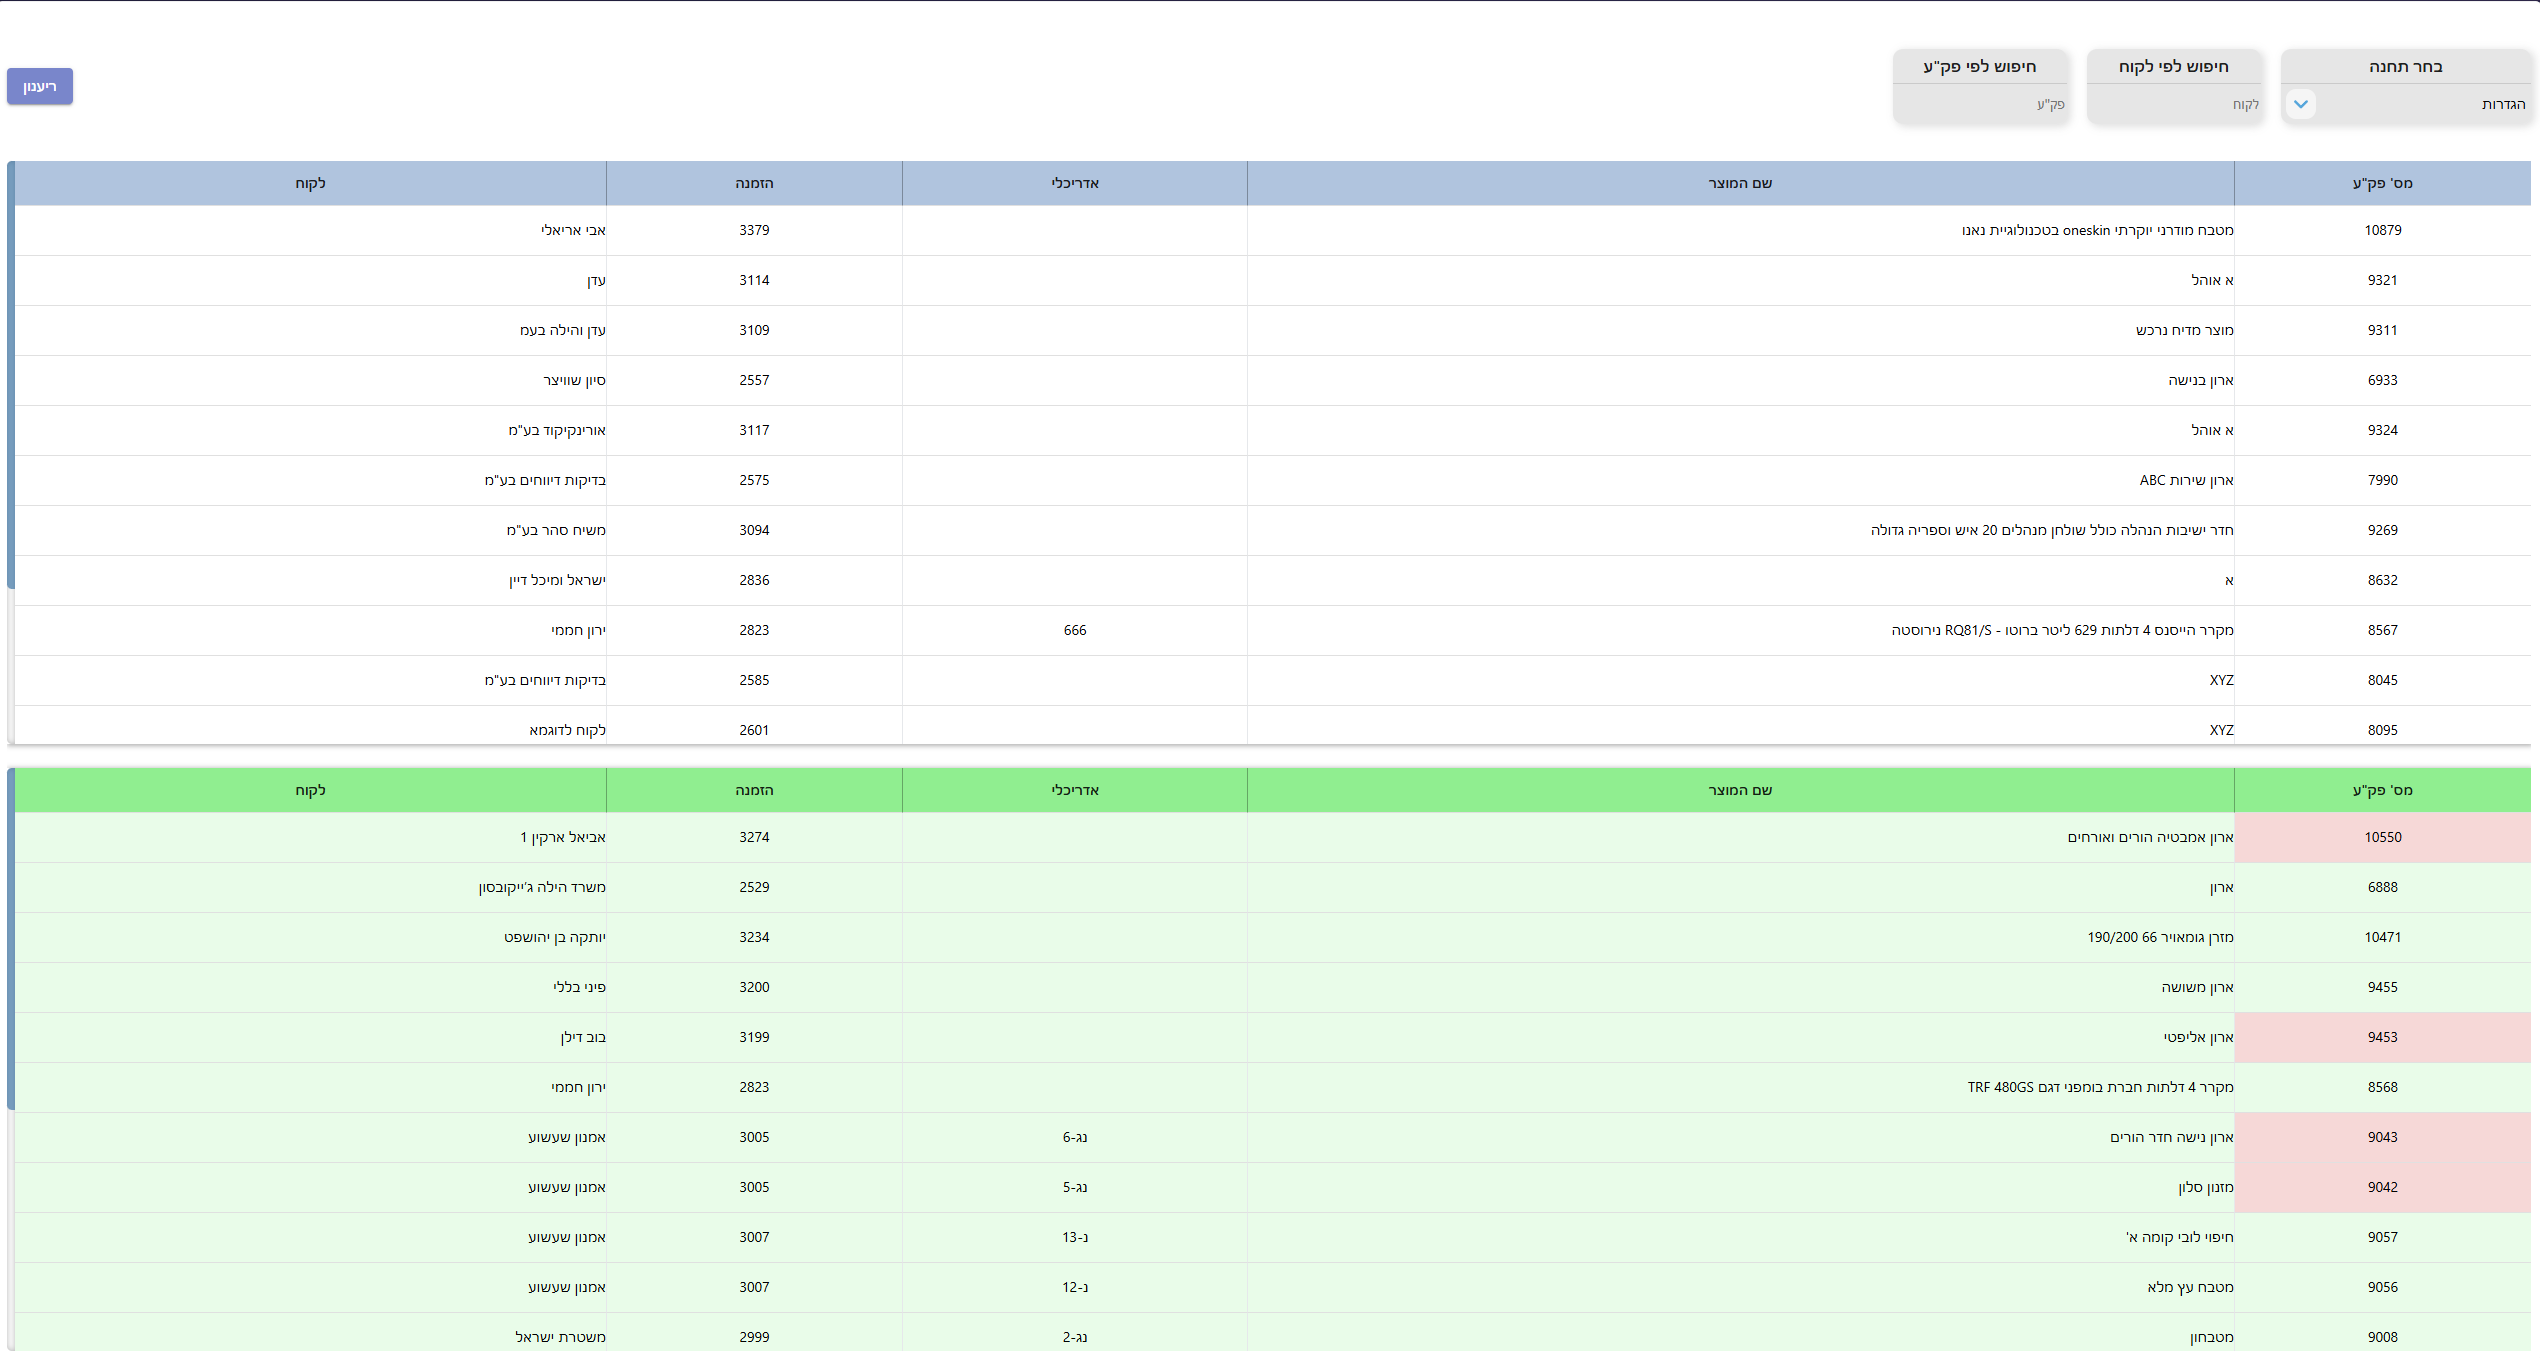 בחר תחנה חיפוש לפי לקוח חיפוש לפי פק"ע
הגדרות לקוח פק"ע ריענון
מס' פק"ע שם המוצר אדריכלי הזמנה לקוח
10879 מטבח מודרני יוקרתי oneskin בטכנולוגיית נאנו 3379 אבי אריאלי
9321 א אוהל 3114 עדן
9311 מוצר מדיח נרכש 3109 עדן והילה בעמ
6933 ארון בנישה 2557 סיון שוויצר
9324 א אוהל 3117 אורינקיקוד בע"מ
7990 ארון שירות ABC 2575 בדיקות דיווחים בע"מ
9269 חדר ישיבות הנהלה כולל שולחן מנהלים 20 איש וספריה גדולה 3094 משיח סהר בע"מ
8632 א 2836 ישראל ומיכל דיין
8567 מקרר הייסנס 4 דלתות 629 ליטר ברוטו - RQ81/S נירוסטה 666 2823 ירון חממי
8045 XYZ 2585 בדיקות דיווחים בע"מ
8095 XYZ 2601 לקוח לדוגמא
מס' פק"ע שם המוצר אדריכלי הזמנה לקוח
10550 ארון אמבטיה הורים ואורחים 3274 אביאל ארקין 1
6888 ארון 2529 משרד הילה ג'ייקובסון
10471 מזרן גומאויר 66 190/200 3234 יותקה בן יהושפט
9455 ארון משושה 3200 פיני בללי
9453 ארון אליפטי 3199 בוב דילן
8568 מקרר 4 דלתות חברת בומפני דגם TRF 480GS 2823 ירון חממי
9043 ארון נישה חדר הורים נג-6 3005 אמנון שעשוע
9042 מזנון סלון נג-5 3005 אמנון שעשוע
9057 חיפוי לובי קומה א' נ-13 3007 אמנון שעשוע
9056 מטבח עץ מלא נ-12 3007 אמנון שעשוע
9008 מטבחון נג-2 2999 משטרת ישראל